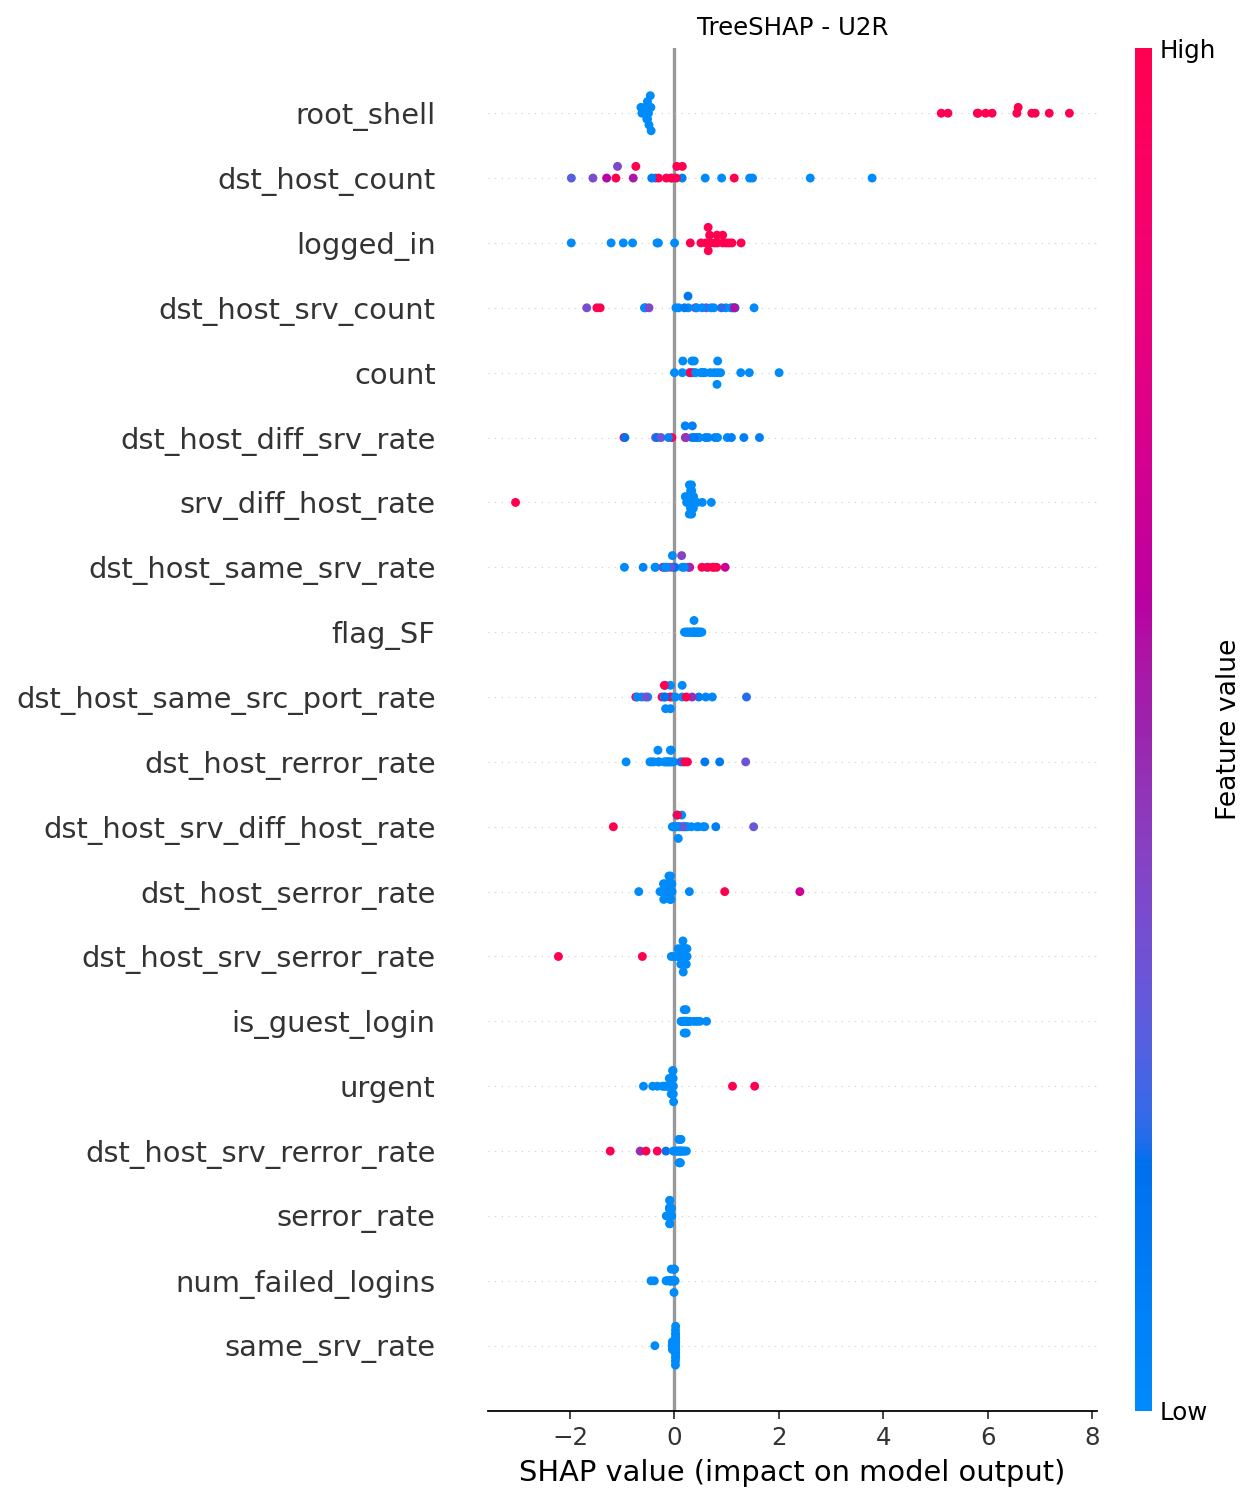 TreeSHAP - U2R
High
root_shell
dst_host_count
logged_in
dst_host_srv_count
count
dst_host_diff_srv_rate
srv_diff_host_rate
dst_host_same_srv_rate
flag_SF
dst_host_same_src_port_rate
dst_host_rerror_rate
dst_host_srv_diff_host_rate
dst_host_serror_rate
dst_host_srv_serror_rate
is_guest_login
urgent
dst_host_srv_rerror_rate
serror_rate
num_failed_logins
same_srv_rate
Feature value
Low
−2 0 2 4 6 8
SHAP value (impact on model output)